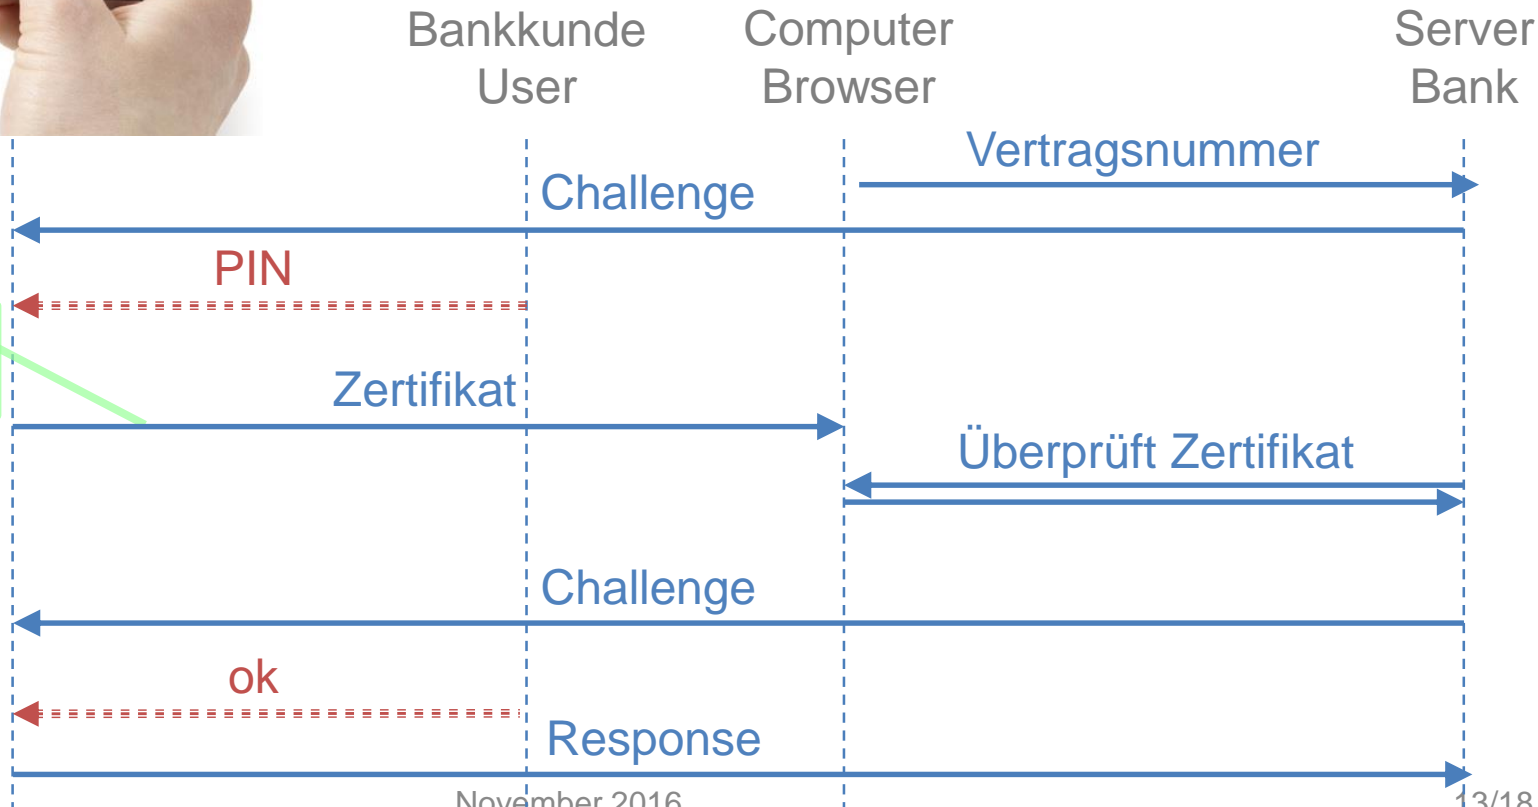 Bankkunde
User
Computer
Browser
Server
Bank
Vertragsnummer
Challenge
PIN
Zertifikat
Überprüft Zertifikat
Challenge
ok
Response
November 2016
13/18